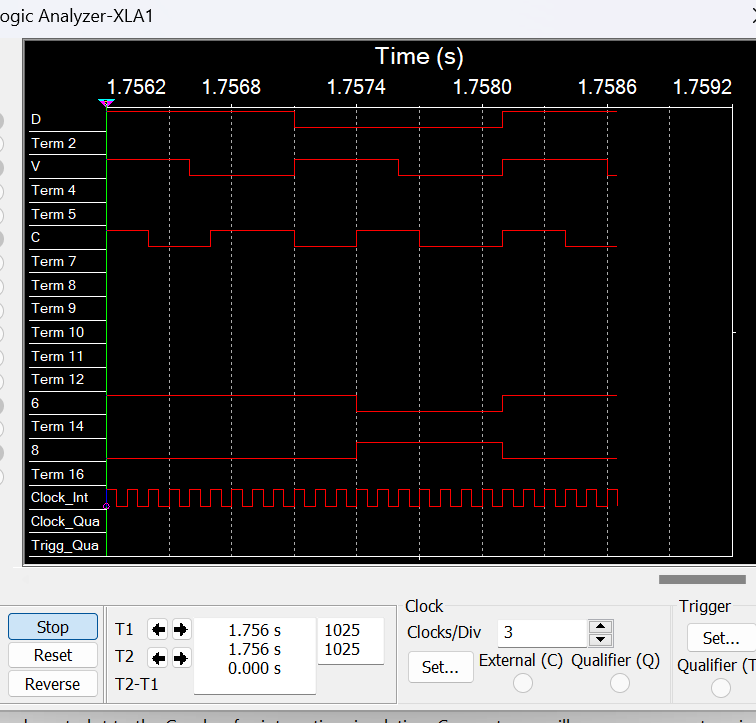 ogic Analyzer-XLA1
Time (s)
1.7562 1.7568 1.7574 1.7580 1.7586 1.7592
D
Term 2
V
Term 4
Term 5
C
Term 7
Term 8
Term 9
Term 10
Term 11
Term 12
6
Term 14
8
Term 16
Clock_Int
Clock_Qua
Trigg_Qua
Stop
Reset
Reverse
T1 1.756 s 1025
T2 1.756 s 1025
T2-T1 0.000 s
Clock
Clocks/Div 3
Set...
External (C) Qualifier (Q)
Trigger
Set...
Qualifier (T